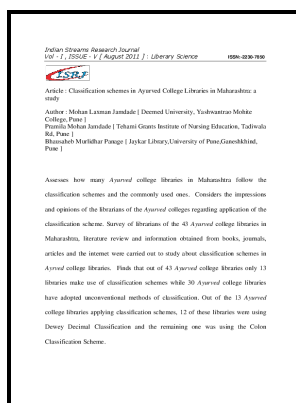 Indian Streams Research Journal
Vol - I , ISSUE - V [ August 2011 ] : Liberary Science ISSN:-2230-7850
ISRJ
Article : Classification schemes in Ayurved College Libraries in Maharashtra: a
study
Author : Mohan Laxman Jamdade [ Deemed University, Yashwantrao Mohite
College, Pune ]
Pramila Mohan Jamdade [ Tehami Grants Institute of Nursing Education, Tadiwala
Rd, Pune ]
Bhausaheb Murlidhar Panage [ Jaykar Library,University of Pune,Ganeshkhind,
Pune ]
Assesses how many Ayurved college libraries in Maharashtra follow the
classification schemes and the commonly used ones. Considers the impressions
and opinions of the librarians of the Ayurved colleges regarding application of the
classification scheme. Survey of librarians of the 43 Ayurved college libraries in
Maharashtra, literature review and information obtained from books, journals,
articles and the internet were carried out to study about classification schemes in
Ayrved college libraries. Finds that out of 43 Ayurved college libraries only 13
libraries make use of classification schemes while 30 Ayurved college libraries
have adopted unconventional methods of classification. Out of the 13 Ayurved
college libraries applying classification schemes, 12 of these libraries were using
Dewey Decimal Classification and the remaining one was using the Colon
Classification Scheme.